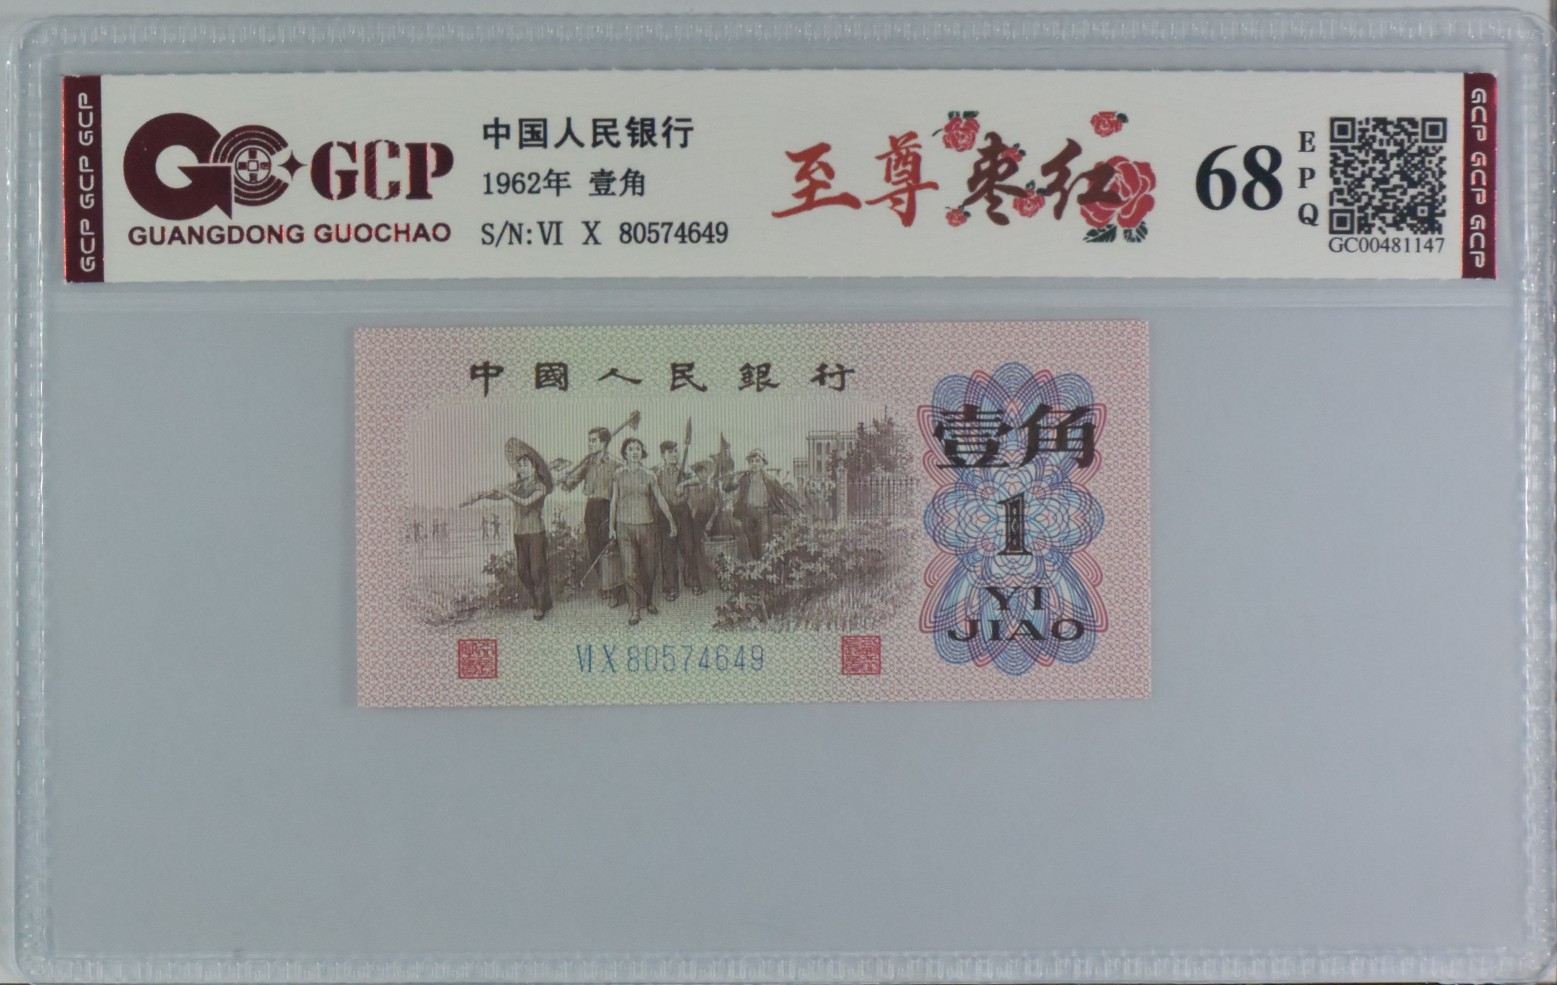 GCP GCP GCP
GCP
GUANGDONG GUOCHAO
中国人民银行
1962年 壹角
S/N: VI X 80574649
至尊枣红
68
EPQ
GC00481147
GCP GCP GCP
中國人民銀行
壹角
1
YI
JIAO
VI X 80574649